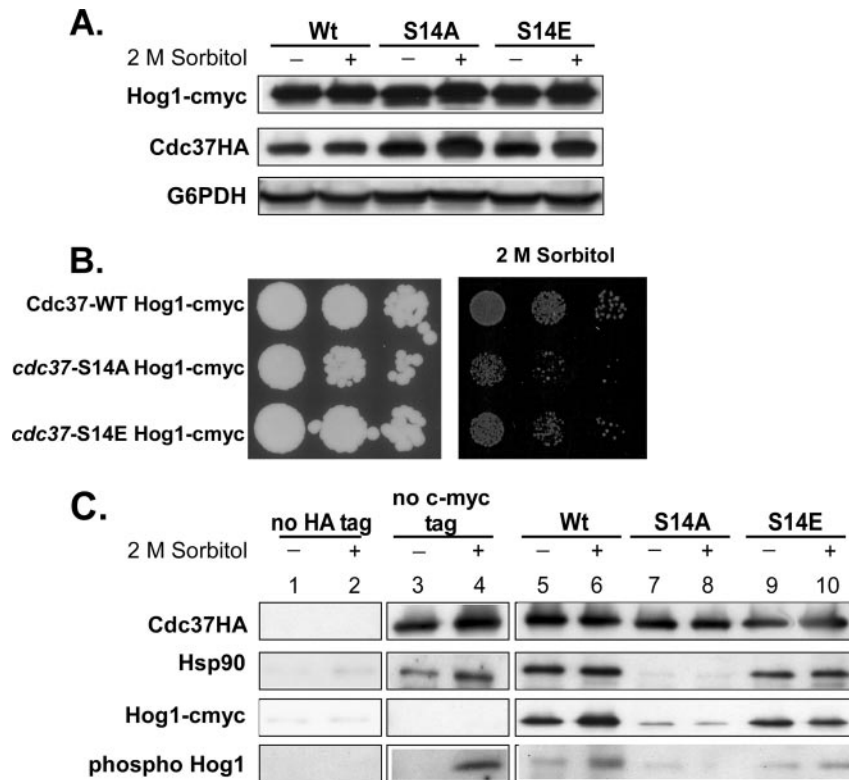 A.
Wt S14A S14E
2 M Sorbitol – + – + – +
Hog1-cmyc
Cdc37HA
G6PDH
B.
2 M Sorbitol
Cdc37-WT Hog1-cmyc
cdc37-S14A Hog1-cmyc
cdc37-S14E Hog1-cmyc
C.
no HA tag no c-myc tag Wt S14A S14E
2 M Sorbitol – + – + – + – + – +
1 2 3 4 5 6 7 8 9 10
Cdc37HA
Hsp90
Hog1-cmyc
phospho Hog1